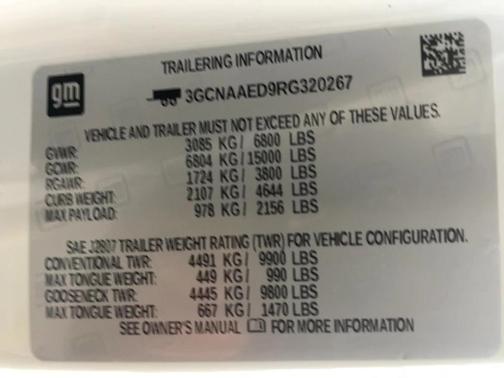 gm
TRAILERING INFORMATION
3GCNAAED9RG320267
VEHICLE AND TRAILER MUST NOT EXCEED ANY OF THESE VALUES.
GVWR: 3085 KG/ 6800 LBS
GCWR: 6804 KG/ 15000 LBS
RGAWR: 1724 KG/ 3800 LBS
CURB WEIGHT: 2107 KG/ 4644 LBS
MAX PAYLOAD: 978 KG/ 2156 LBS
SAE J2807 TRAILER WEIGHT RATING (TWR) FOR VEHICLE CONFIGURATION.
CONVENTIONAL TWR: 4491 KG/ 9900 LBS
MAX TONGUE WEIGHT: 449 KG/ 990 LBS
GOOSENECK TWR: 4445 KG/ 9800 LBS
MAX TONGUE WEIGHT: 667 KG/ 1470 LBS
SEE OWNER'S MANUAL FOR MORE INFORMATION